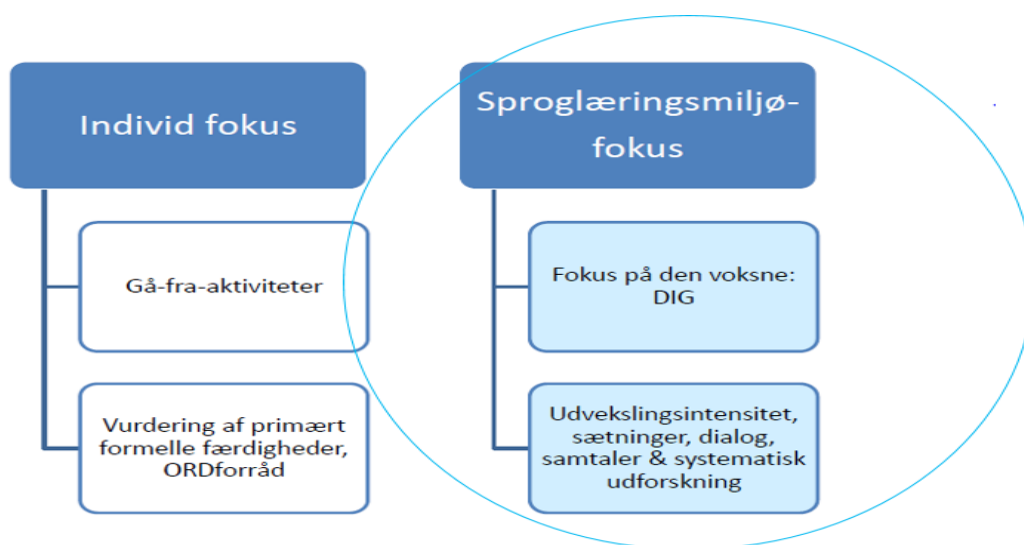 Individ fokus
Gå-fra-aktiviteter
Vurdering af primært
formelle færdigheder,
ORDforråd
Sproglæringsmiljø-
fokus
Fokus på den voksne:
DIG
Udvekslingsintensitet,
sætninger, dialog,
samtaler & systematisk
udforskning